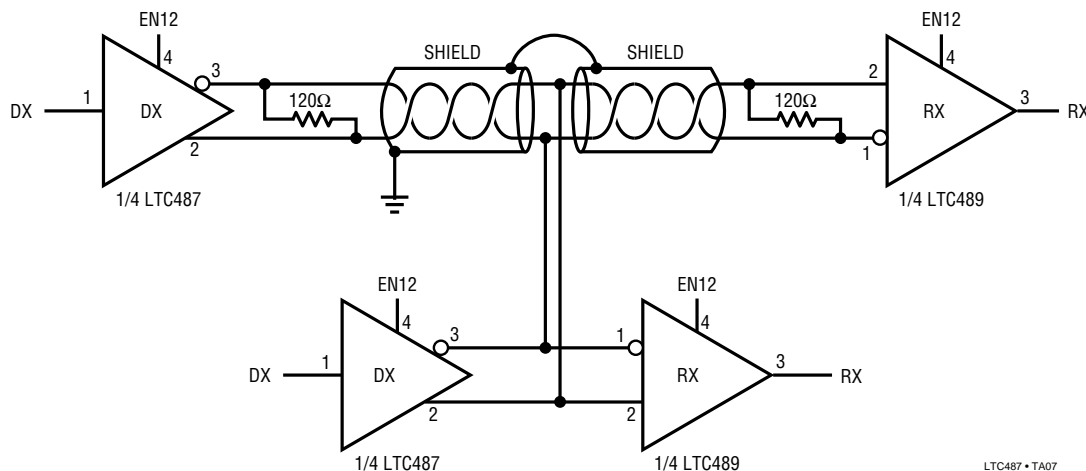 EN12
4
3
SHIELD
SHIELD
EN12
4
DX
1
DX
120Ω
2
120Ω
2
RX
3
RX
2
1
1/4 LTC487
1/4 LTC489
EN12
4
3
EN12
1
4
DX
1
DX
2
2
RX
3
RX
1/4 LTC487
1/4 LTC489
LTC487 • TA07